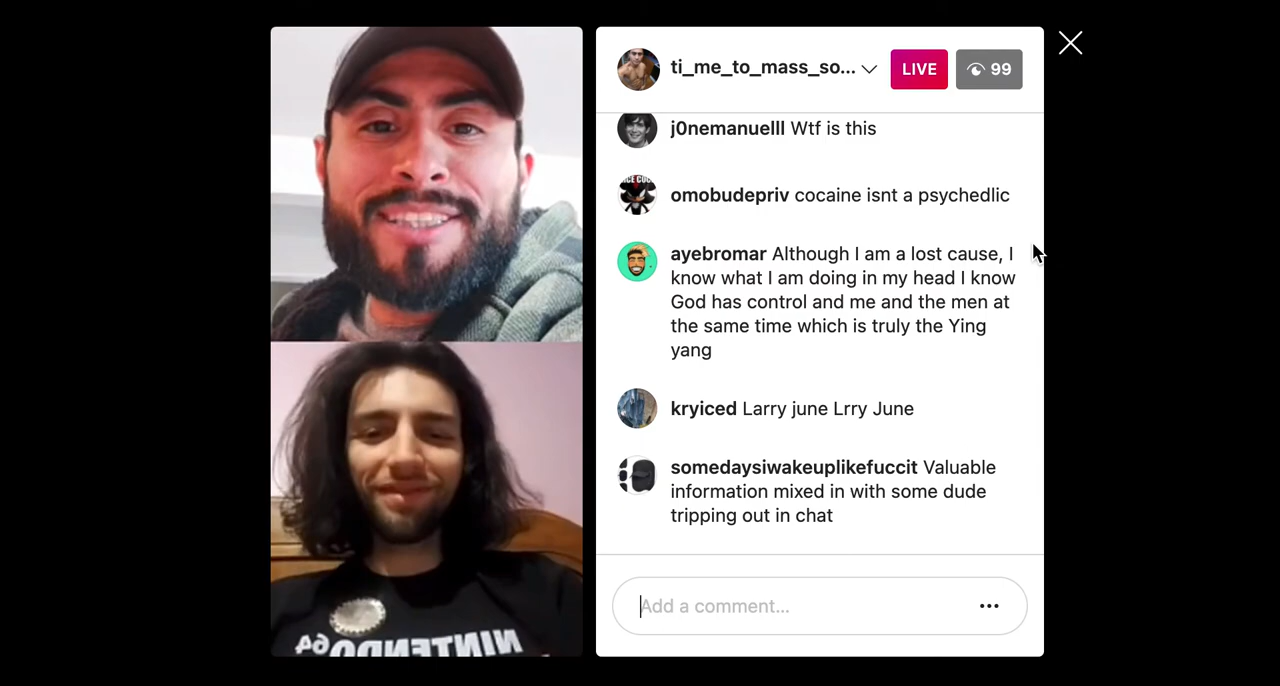 ti_me_to_mass_so...
LIVE
99
j0nemanuelll Wtf is this
omobudepriv cocaine isnt a psychedlic
ayebromar Although I am a lost cause, I
know what I am doing in my head I know
God has control and me and the men at
the same time which is truly the Ying
yang
kryiced Larry june Lrry June
somedaysiwakeuplikefuccit Valuable
information mixed in with some dude
tripping out in chat
Add a comment...
NINTENDO64